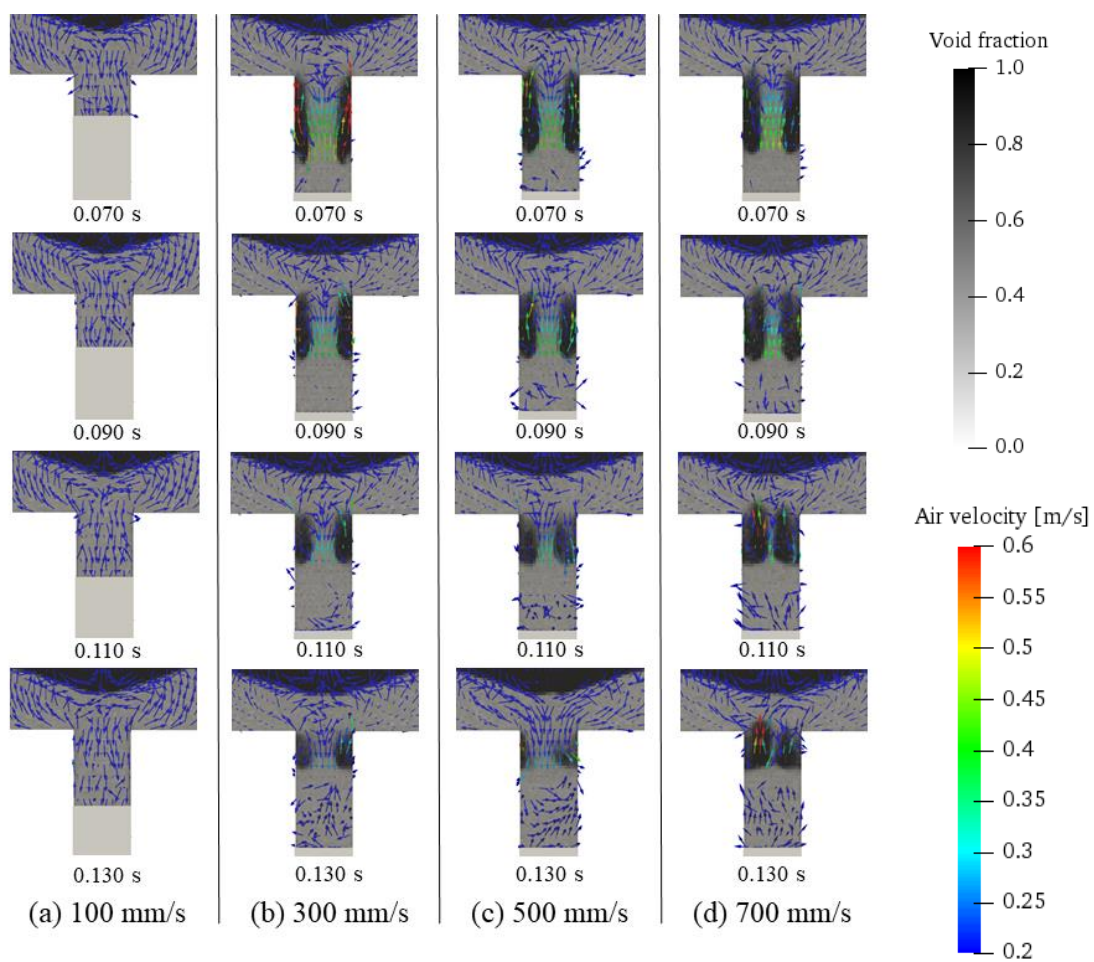 0.070 s 0.070 s 0.070 s 0.070 s
0.090 s 0.090 s 0.090 s 0.090 s
0.110 s 0.110 s 0.110 s 0.110 s
0.130 s 0.130 s 0.130 s 0.130 s
(a) 100 mm/s (b) 300 mm/s (c) 500 mm/s (d) 700 mm/s
Void fraction
1.0
0.8
0.6
0.4
0.2
0.0
Air velocity [m/s]
0.6
0.55
0.5
0.45
0.4
0.35
0.3
0.25
0.2